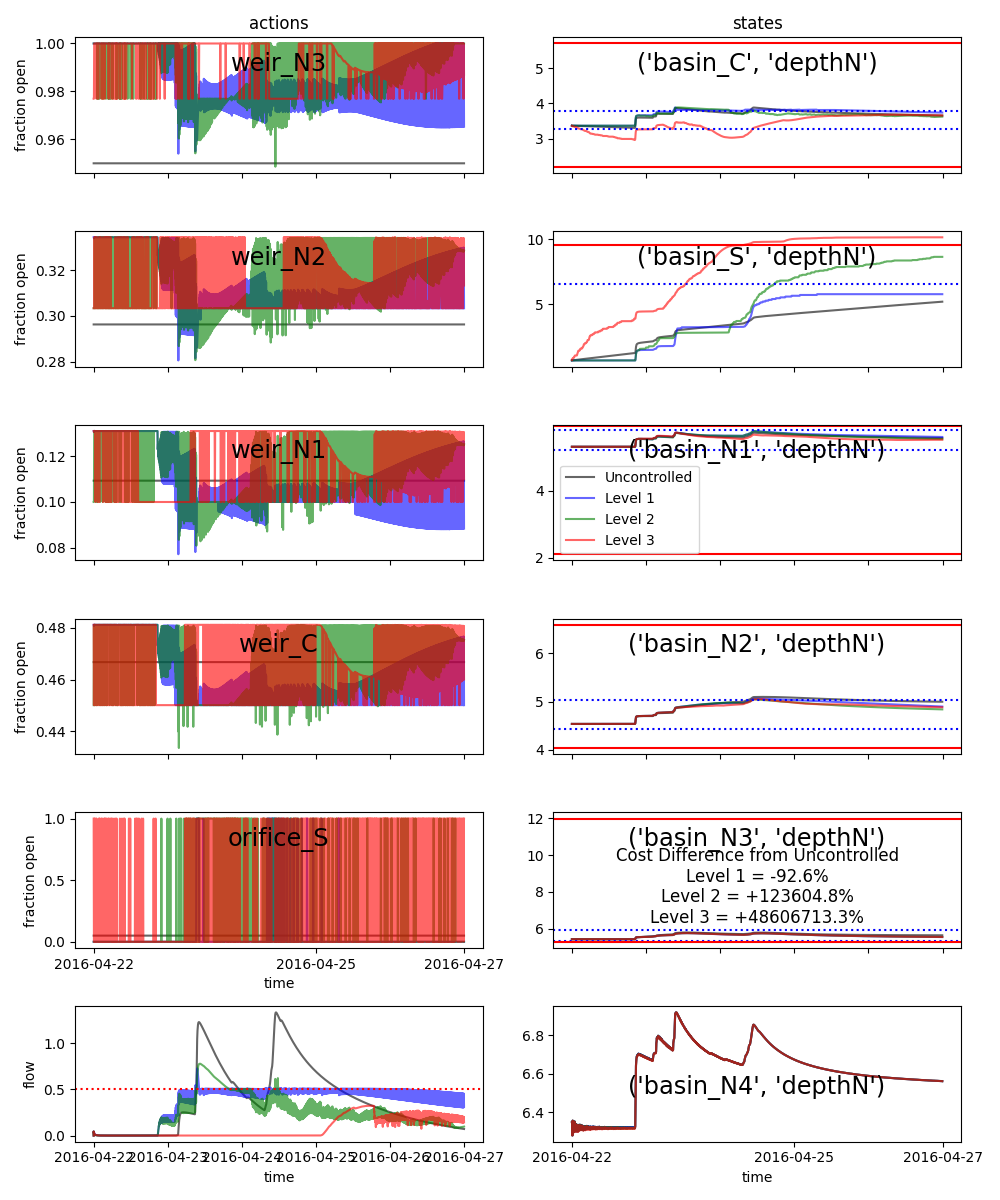 actions
states
1.00
0.98
0.96
fraction open
weir_N3
5
4
3
('basin_C', 'depthN')
0.32
0.30
0.28
fraction open
weir_N2
10
5
('basin_S', 'depthN')
0.12
0.10
0.08
fraction open
weir_N1
4
2
('basin_N1', 'depthN')
Uncontrolled
Level 1
Level 2
Level 3
0.48
0.46
0.44
fraction open
weir_C
6
5
4
('basin_N2', 'depthN')
1.0
0.5
0.0
fraction open
orifice_S
2016-04-22
2016-04-25
2016-04-27
time
12
10
8
6
('basin_N3', 'depthN')
Cost Difference from Uncontrolled
Level 1 = -92.6%
Level 2 = +123604.8%
Level 3 = +48606713.3%
1.0
0.5
0.0
flow
2016-04-22
2016-04-23
2016-04-24
2016-04-25
2016-04-26
2016-04-27
time
6.8
6.6
6.4
('basin_N4', 'depthN')
2016-04-22
2016-04-25
2016-04-27
time